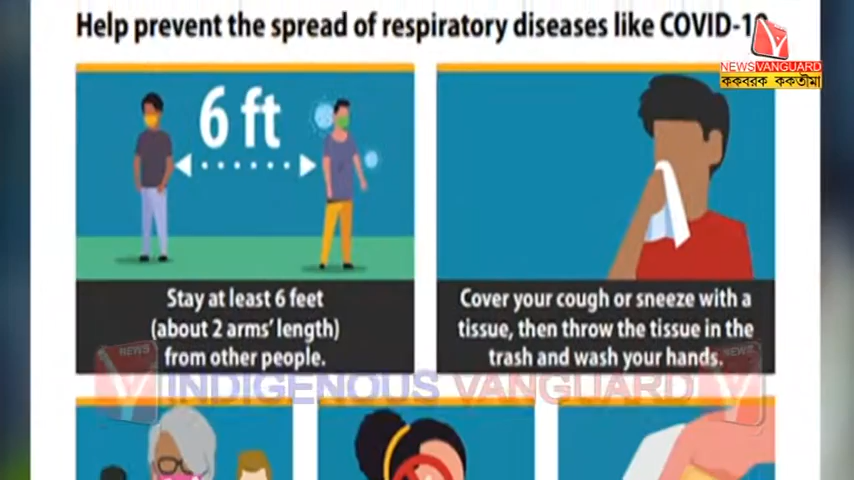 Help prevent the spread of respiratory diseases like COVID-19
NEWS VANGUARD
ককবরক ককতীমা
6 ft
Stay at least 6 feet
(about 2 arms' length)
from other people.
Cover your cough or sneeze with a
tissue, then throw the tissue in the
trash and wash your hands.
NEWS INDIGENOUS VANGUARD NEWS